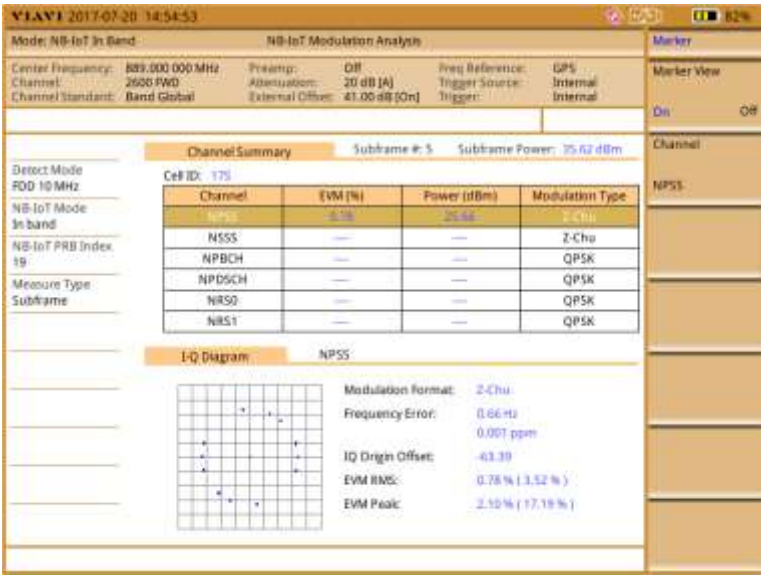 VIAVI 2017-07-20 14:54:53 82%
Mode: NB-IoT In Band NB-IoT Modulation Analysis Marker
Center Frequency: 889.000 000 MHz Preamp: Off Freq Reference: GPS
Channel: 2600 FWD Attenuation: 20 dB [A] Trigger Source: Internal
Channel Standard: Band Global External Offset: 41.00 dB [On] Trigger: Internal
Marker View
On Off
Channel
NPSS
Channel Summary Subframe #: 5 Subframe Power: 35.62 dBm
Detect Mode
FDD 10 MHz
NB-IoT Mode
In band
NB-IoT PRB Index
19
Measure Type
Subframe
Cell ID: 175
Channel EVM (%) Power (dBm) Modulation Type
NPSS 0.78 25.66 Z-Chu
NSSS ---- ---- Z-Chu
NPBCH ---- ---- QPSK
NPDSCH ---- ---- QPSK
NRS0 ---- ---- QPSK
NRS1 ---- ---- QPSK
I-Q Diagram NPSS
Modulation Format: Z-Chu
Frequency Error: 0.66 Hz
0.001 ppm
IQ Origin Offset: -63.39
EVM RMS: 0.78 % ( 3.52 % )
EVM Peak: 2.10 % ( 17.19 % )